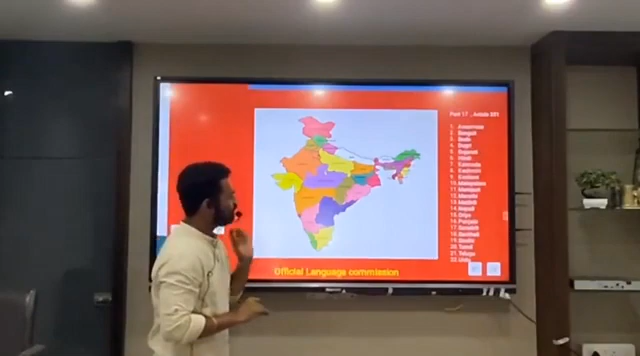 Part 17 , Article 351
1. Assamese
2. Bengali
3. Bodo
4. Dogri
5. Gujarati
6. Hindi
7. Kannada
8. Kashmiri
9. Konkani
10. Malayalam
11. Manipuri
12. Marathi
13. Maithili
14. Nepali
15. Oriya
16. Punjabi
17. Sanskrit
18. Santhali
19. Sindhi
20. Tamil
21. Telugu
22. Urdu
Official Language commission